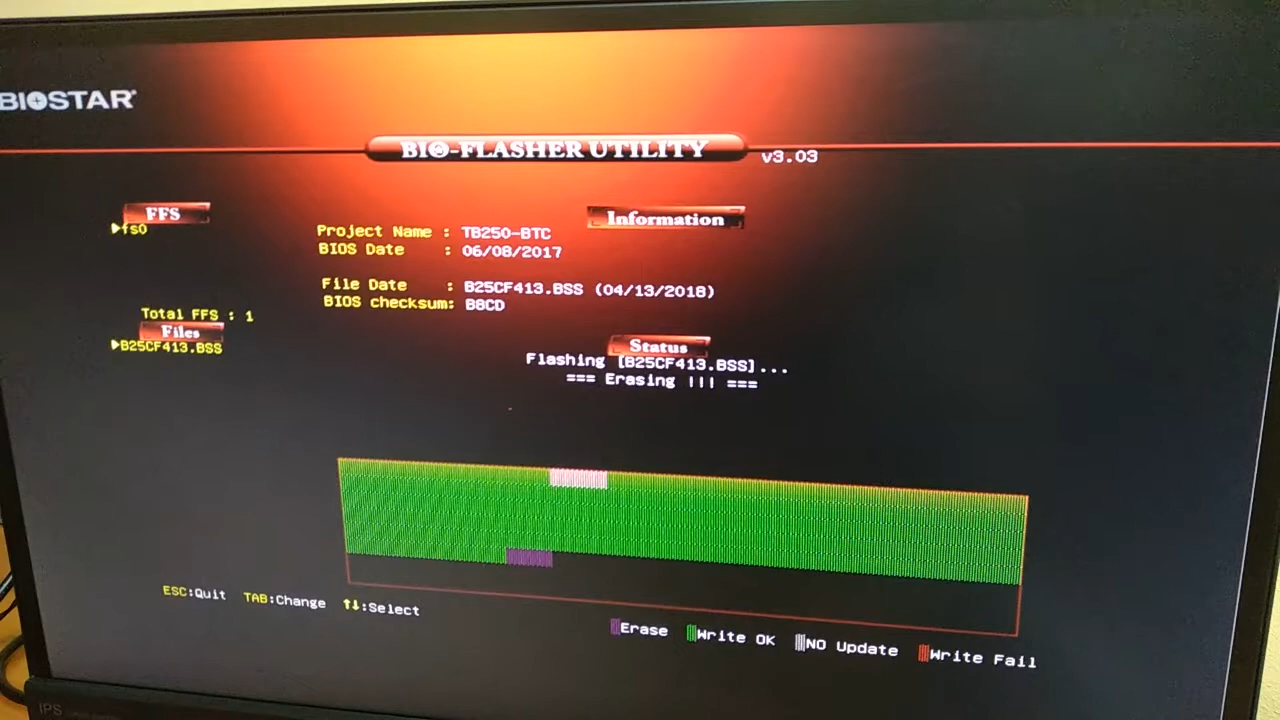 BIOSTAR
BIO-FLASHER UTILITY
v3.03
FFS
fs0
Information
Project Name : TB250-BTC
BIOS Date : 06/08/2017
File Date : B25CF413.BSS (04/13/2018)
BIOS checksum: B8CD
Total FFS : 1
Files
B25CF413.BSS
Status
Flashing [B25CF413.BSS]...
=== Erasing !!! ===
ESC:Quit TAB:Change ↑↓:Select
Erase Write OK NO Update Write Fail
IPS